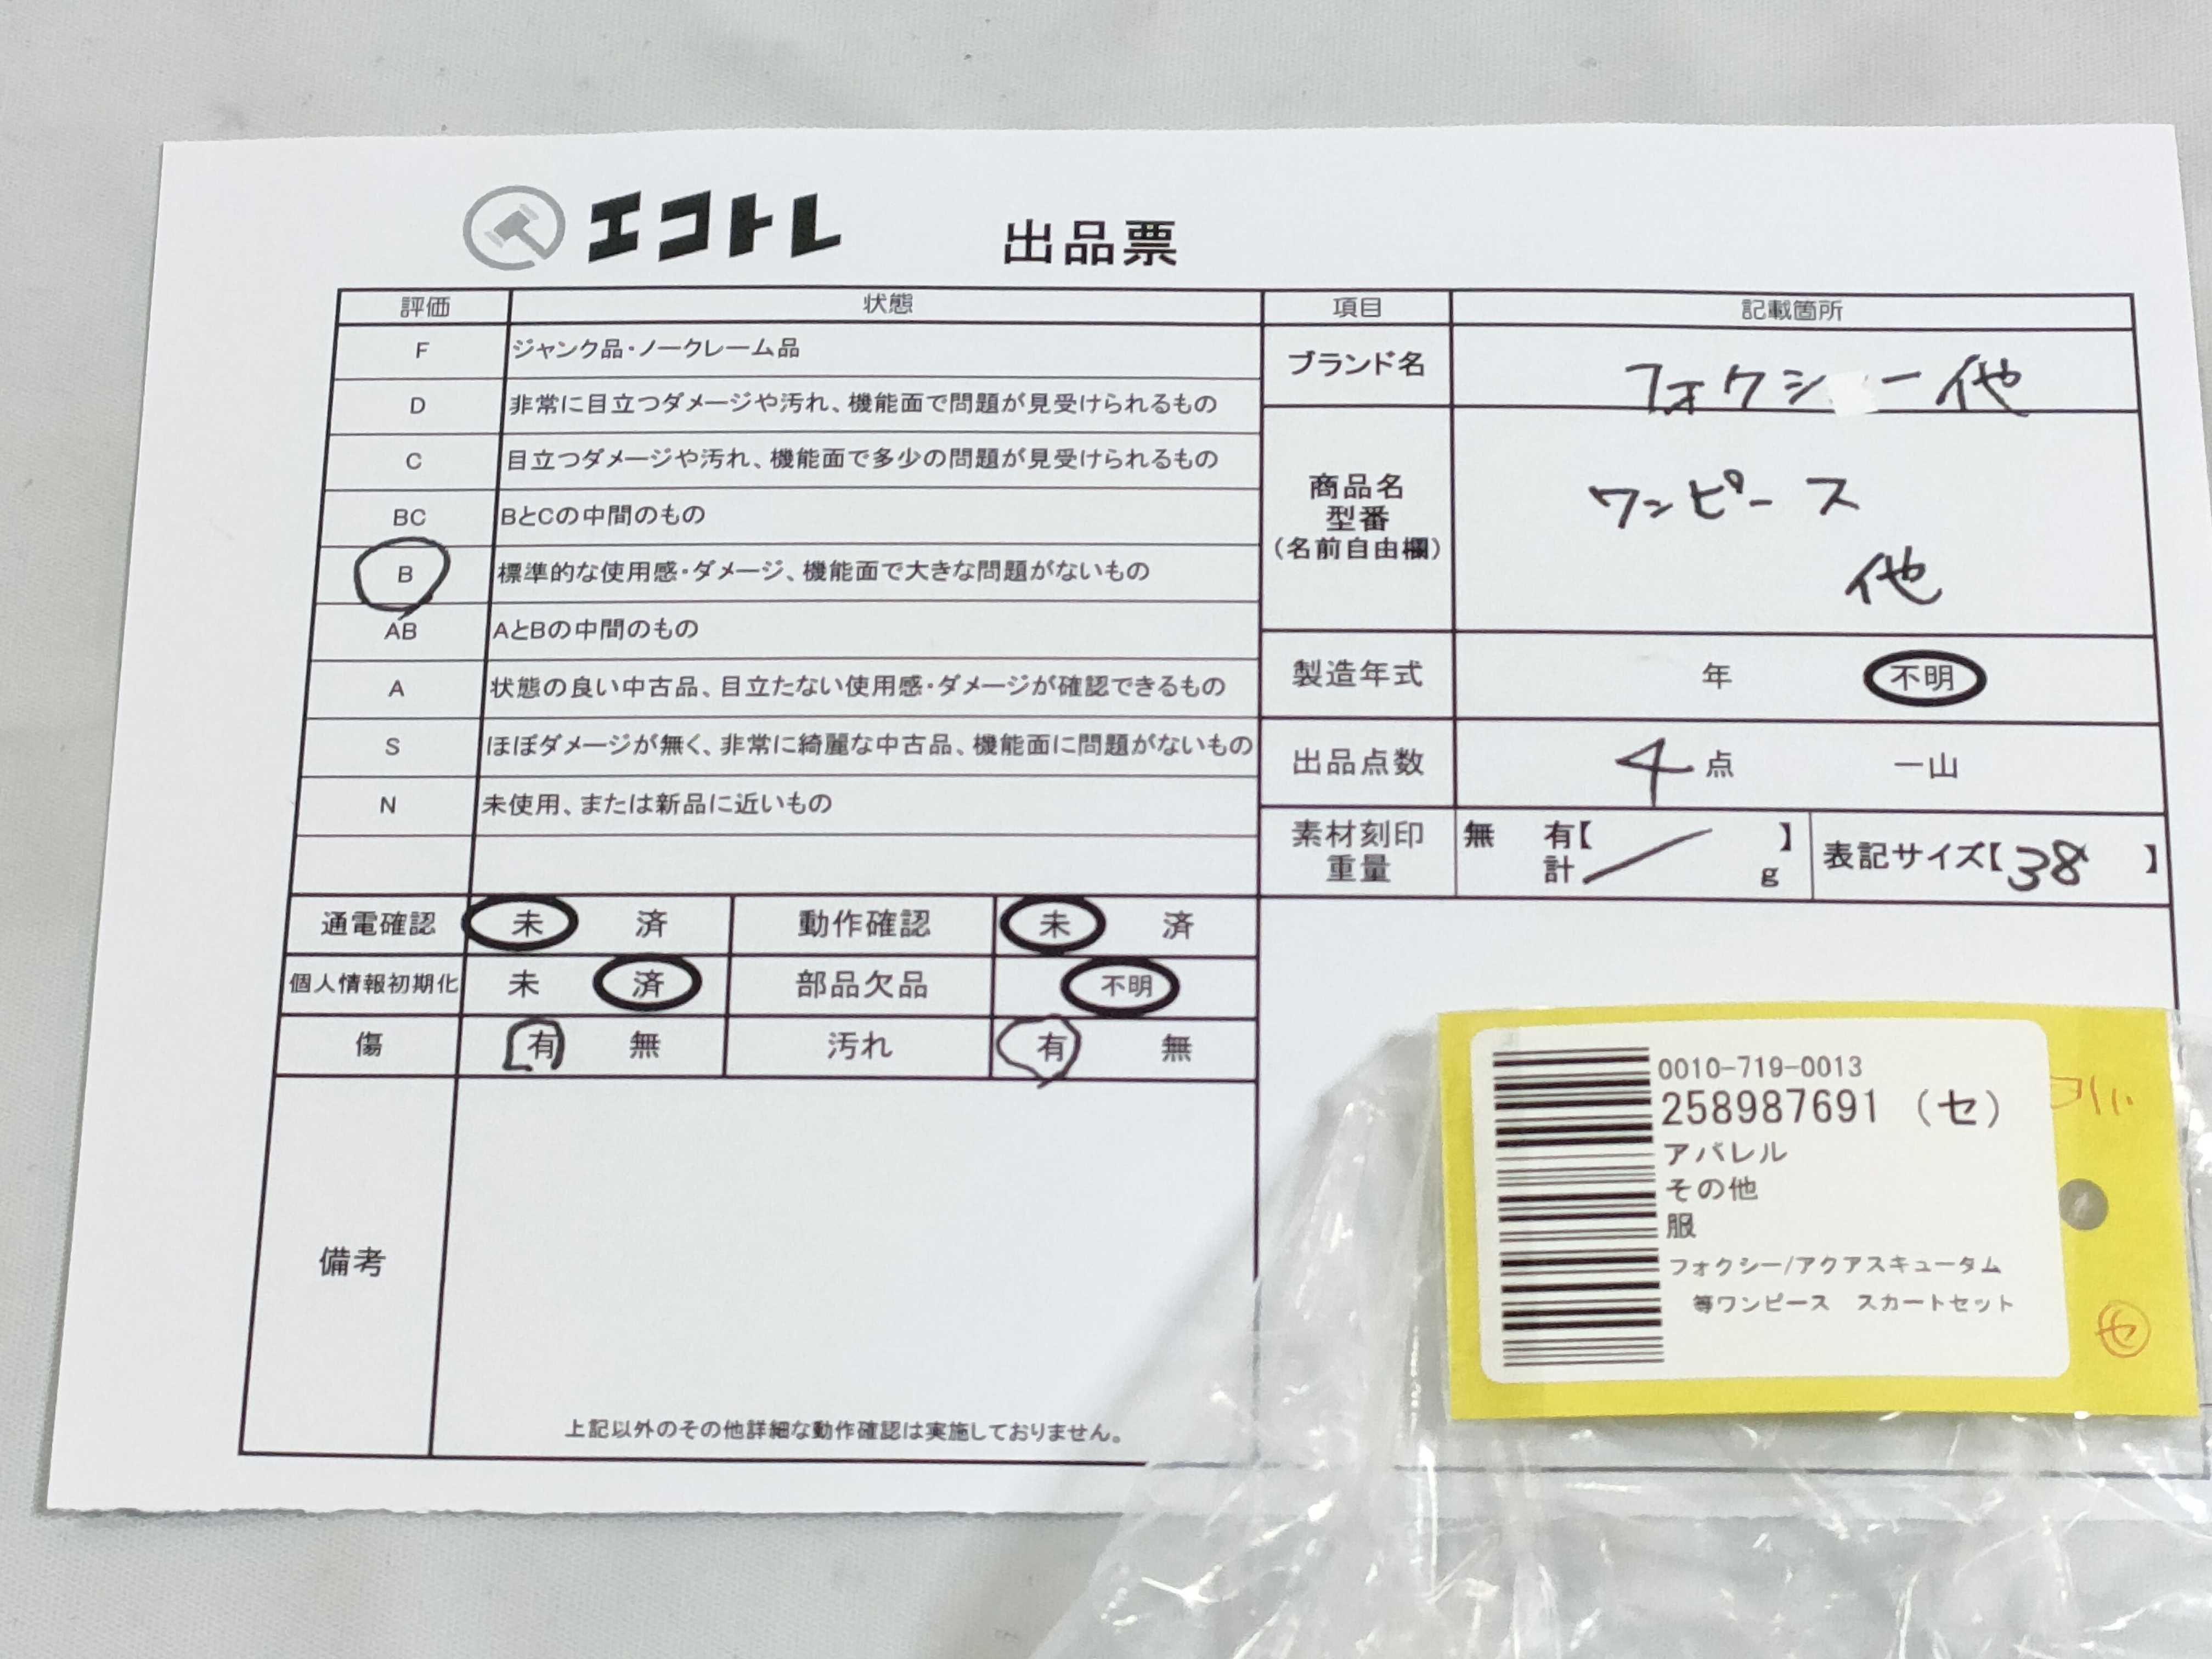 エコトレ 出品票
評価 状態
F ジャンク品・ノークレーム品
D 非常に目立つダメージや汚れ、機能面で問題が見受けられるもの
C 目立つダメージや汚れ、機能面で多少の問題が見受けられるもの
BC BとCの中間のもの
B 標準的な使用感・ダメージ、機能面で大きな問題がないもの
AB AとBの中間のもの
A 状態の良い中古品、目立たない使用感・ダメージが確認できるもの
S ほぼダメージが無く、非常に綺麗な中古品、機能面に問題がないもの
N 未使用、または新品に近いもの
通電確認 未 済 動作確認 未 済
個人情報初期化 未 済 部品欠品 不明
傷 有 無 汚れ 有 無
備考
上記以外のその他詳細な動作確認は実施しておりません。
項目 記載箇所
ブランド名 フォクシー他
商品名
型番
(名前自由欄)
ワンピース
他
製造年式 年 不明
出品点数 4点 一山
素材刻印 無 有【 】
重量 計 g
表記サイズ【38 】
0010-719-0013
258987691 (セ)
アパレル
その他
服
フォクシー/アクアスキュータム
等ワンピース スカートセット
セ